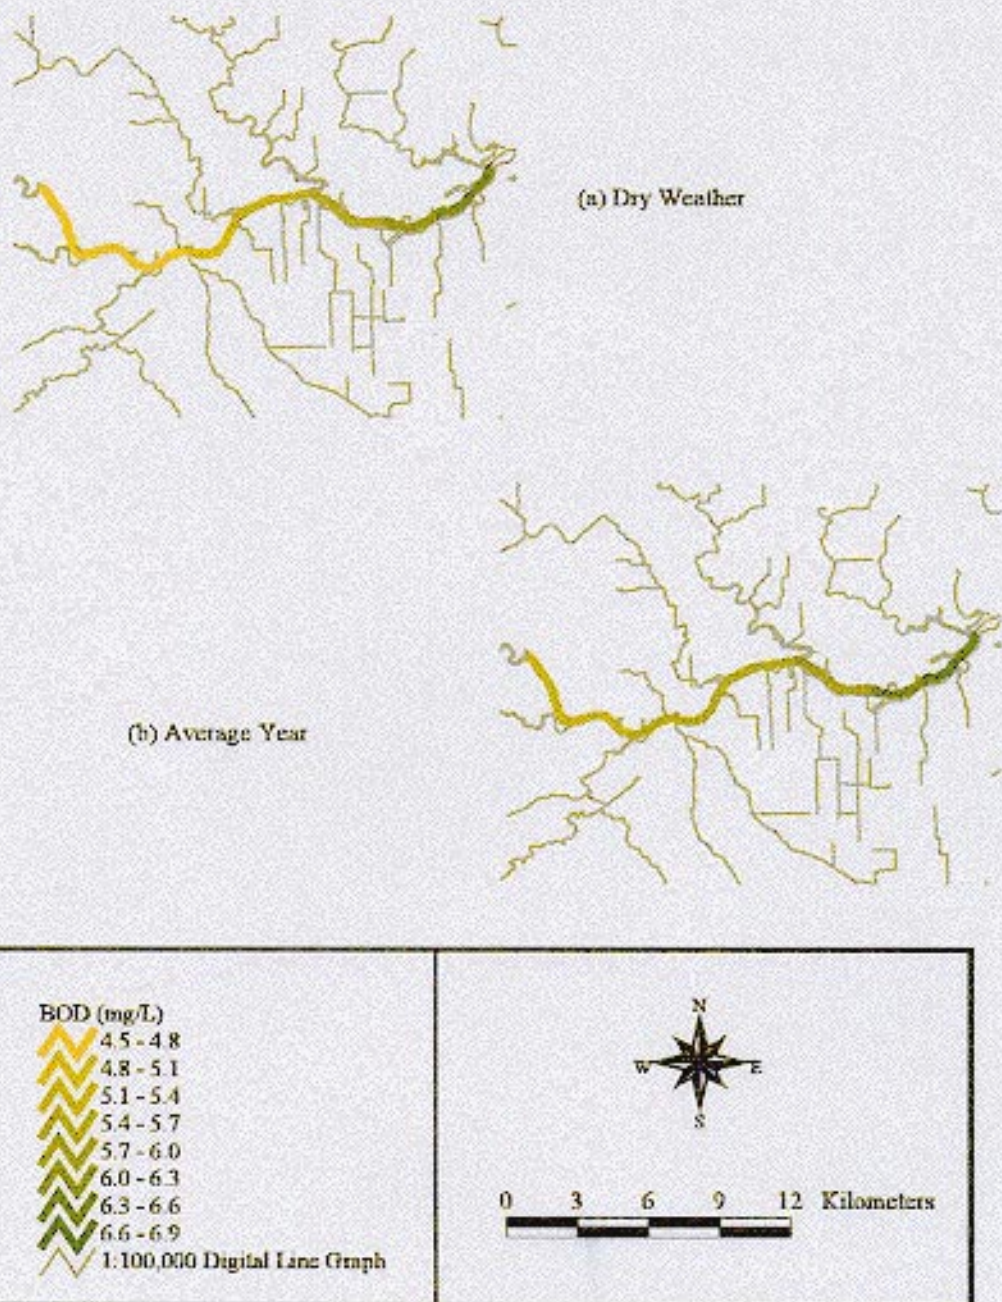 (a) Dry Weather
(b) Average Year
BOD (mg/L)
4.5 - 4.8
4.8 - 5.1
5.1 - 5.4
5.4 - 5.7
5.7 - 6.0
6.0 - 6.3
6.3 - 6.6
6.6 - 6.9
1:100,000 Digital Line Graph
N
W E
S
0 3 6 9 12 Kilometers